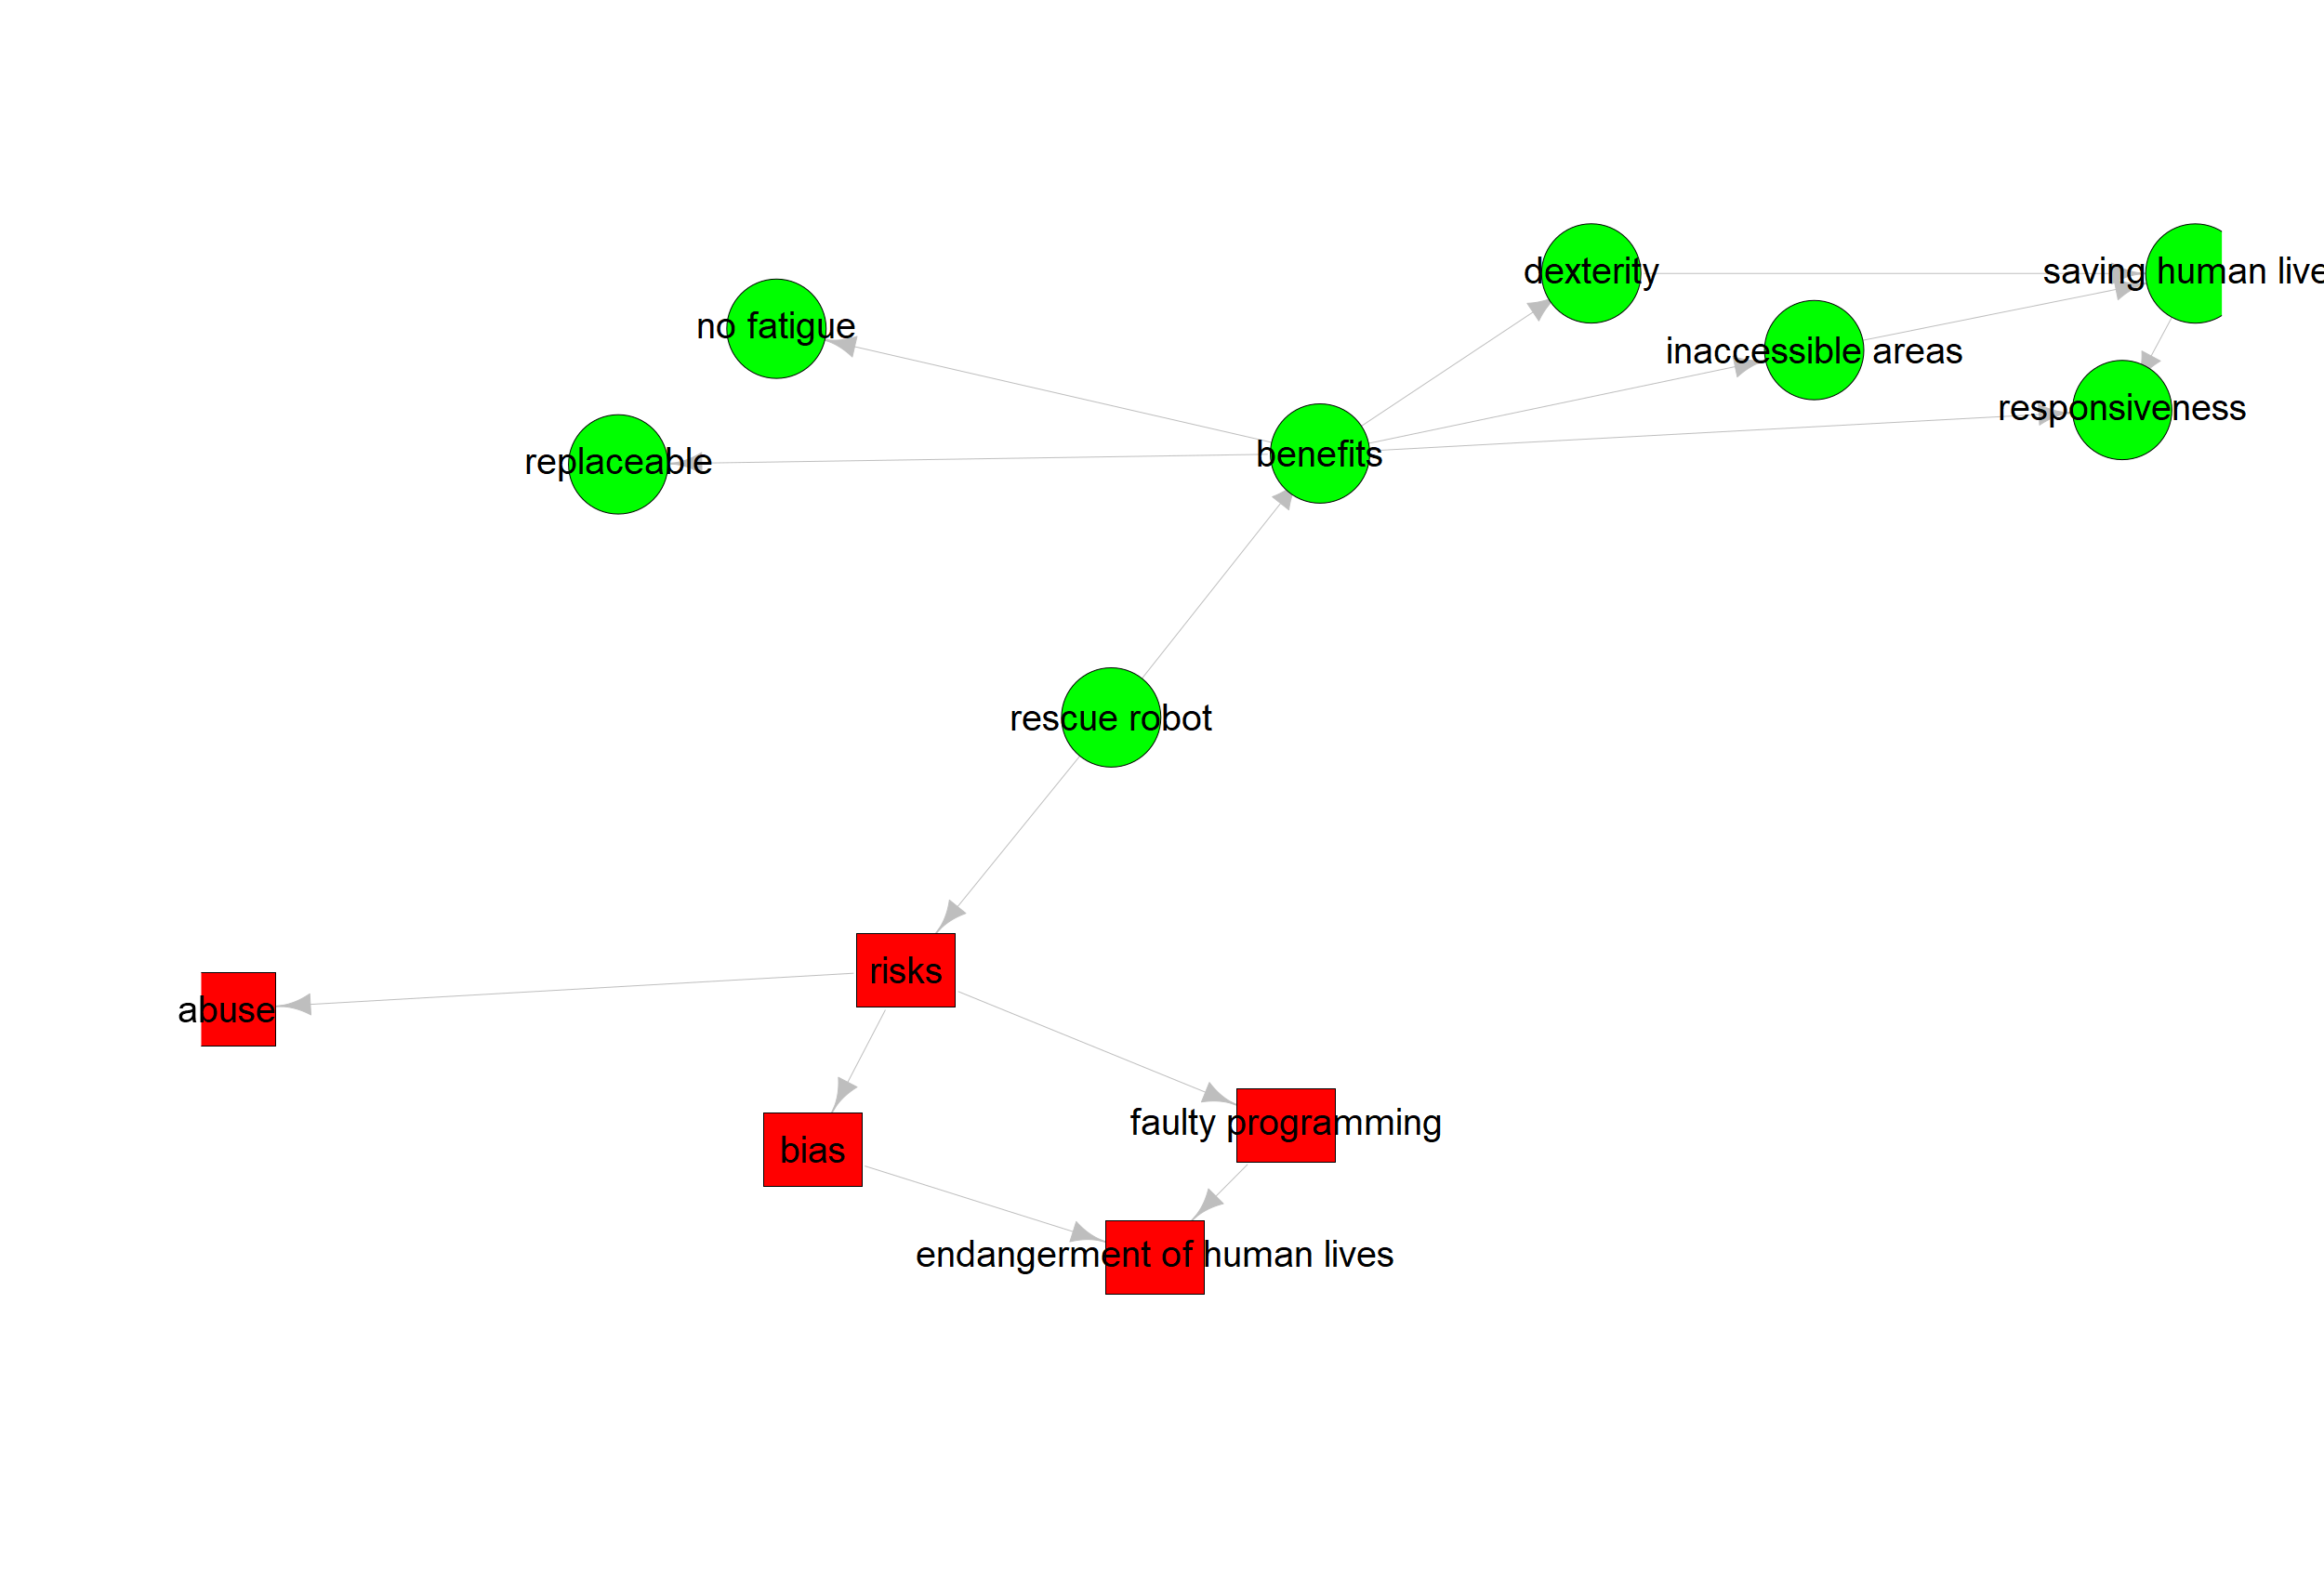 dexterity
saving human live
no fatigue
inaccessible areas
responsiveness
benefits
replaceable
rescue robot
risks
abuse
faulty programming
bias
endangerment of human lives